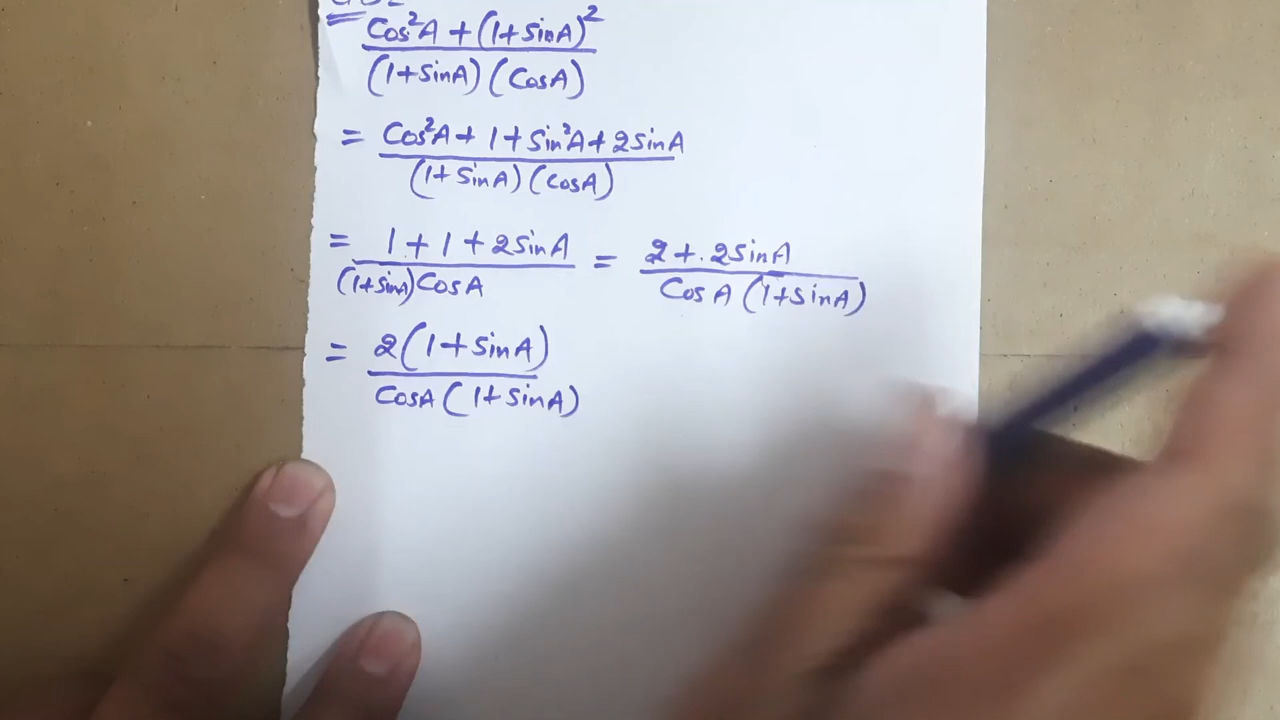 Cos²A + (1+sinA)²
(1+sinA) (CosA)
= Cos²A + 1 + Sin²A + 2sinA
(1+SinA) (CosA)
= 1 + 1 + 2sinA = 2 + 2sinA
(1+sinA) CosA CosA (1+sinA)
= 2(1+sinA)
CosA (1+sinA)